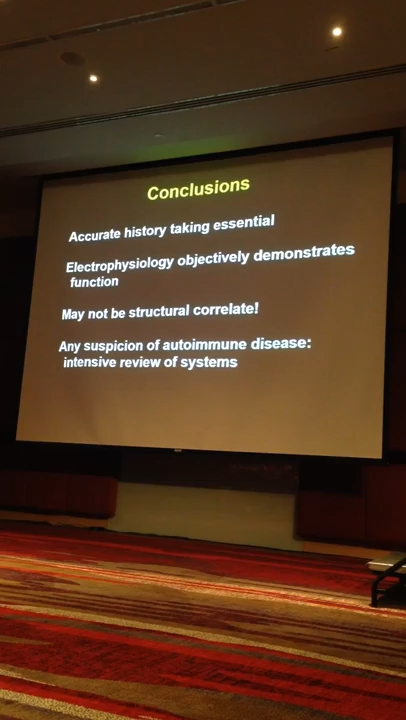 Conclusions
Accurate history taking essential
Electrophysiology objectively demonstrates
function
May not be structural correlate!
Any suspicion of autoimmune disease:
intensive review of systems